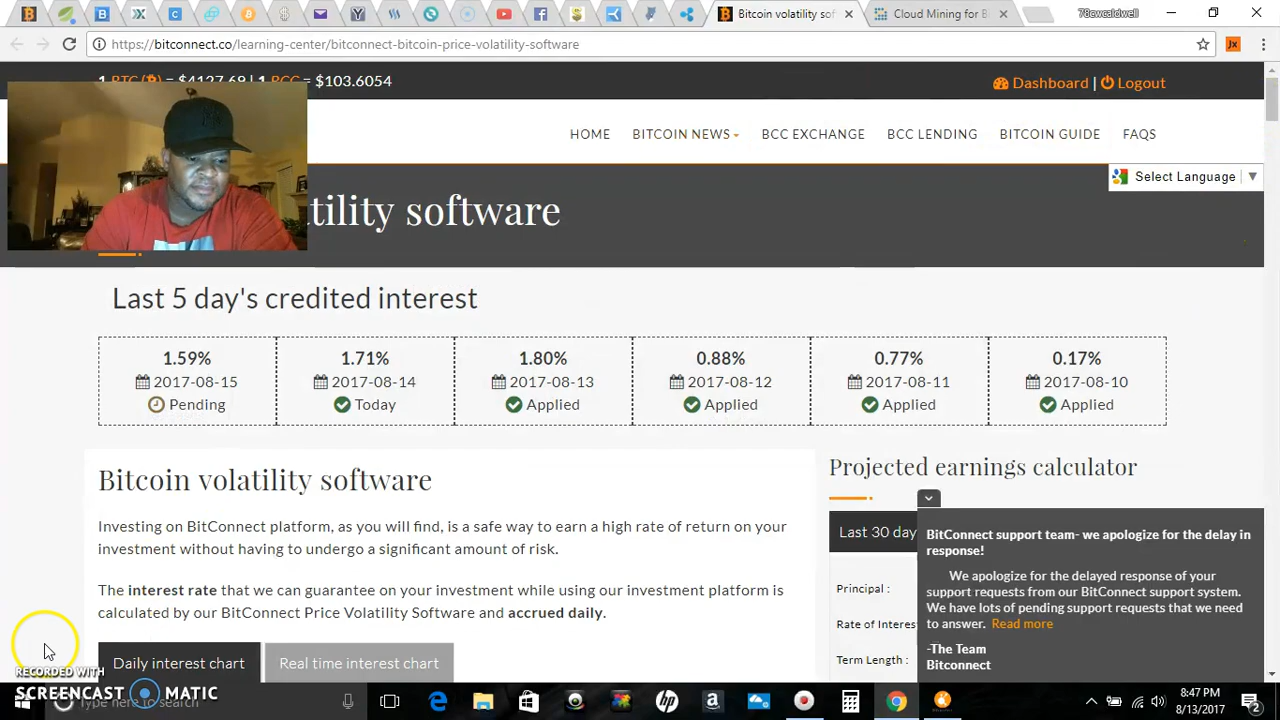 Bitcoin volatility sof
Cloud Mining for B
78cwcaldwell
https://bitconnect.co/learning-center/bitconnect-bitcoin-price-volatility-software
1 BTC(₿) = $4127.69 | 1 BCC = $103.6054
Dashboard | Logout
HOME BITCOIN NEWS BCC EXCHANGE BCC LENDING BITCOIN GUIDE FAQS
Select Language
tility software
Last 5 day's credited interest
1.59% 1.71% 1.80% 0.88% 0.77% 0.17%
2017-08-15 2017-08-14 2017-08-13 2017-08-12 2017-08-11 2017-08-10
Pending Today Applied Applied Applied Applied
Bitcoin volatility software
Investing on BitConnect platform, as you will find, is a safe way to earn a high rate of return on your
investment without having to undergo a significant amount of risk.
The interest rate that we can guarantee on your investment while using our investment platform is
calculated by our BitConnect Price Volatility Software and accrued daily.
Daily interest chart Real time interest chart
Projected earnings calculator
Last 30 day
Principal :
Rate of Interes
Term Length :
BitConnect support team- we apologize for the delay in
response!
We apologize for the delayed response of your
support requests from our BitConnect support system.
We have lots of pending support requests that we need
to answer. Read more
-The Team
Bitconnect
RECORDED WITH
SCREENCAST MATIC
Type here to search
8:47 PM
8/13/2017